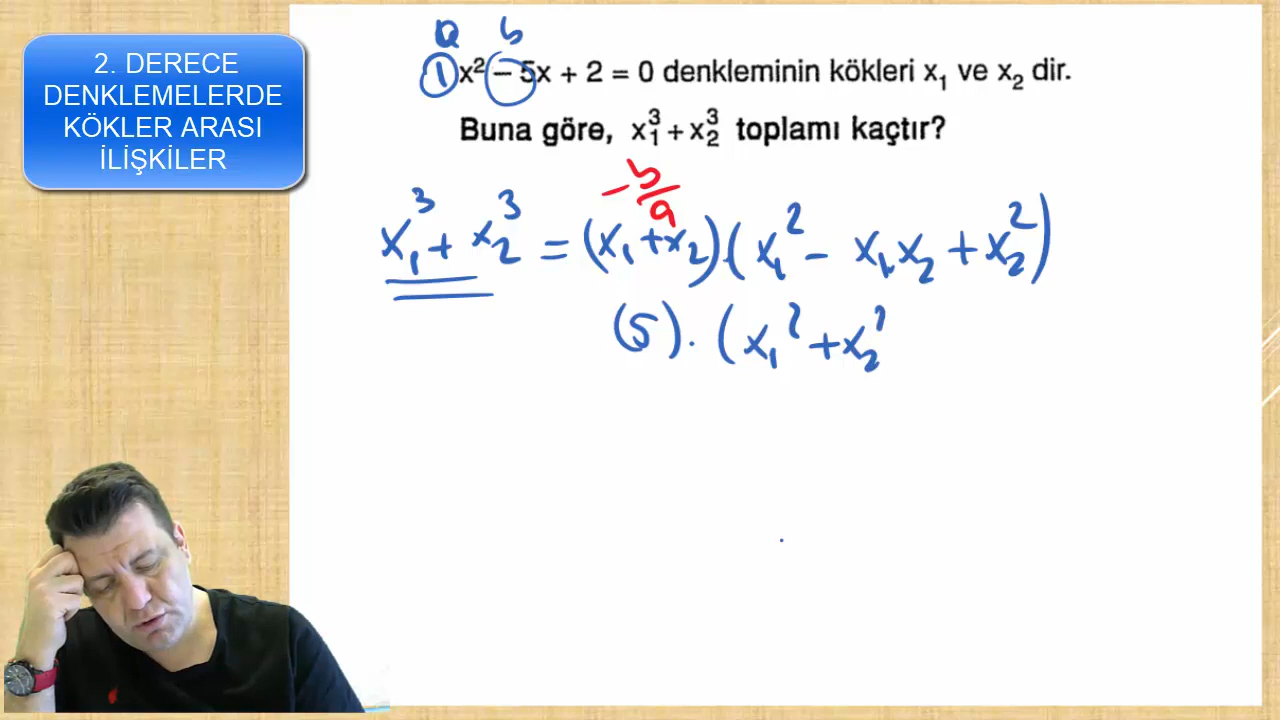 2. DERECE
DENKLEMELERDE
KÖKLER ARASI
İLİŞKİLER
a b
1x² – 5x + 2 = 0 denkleminin kökleri x₁ ve x₂ dir.
Buna göre, x₁³ + x₂³ toplamı kaçtır?
–b/a
x₁³ + x₂³ = (x₁ + x₂)(x₁² – x₁x₂ + x₂²)
(5) · (x₁² + x₂²